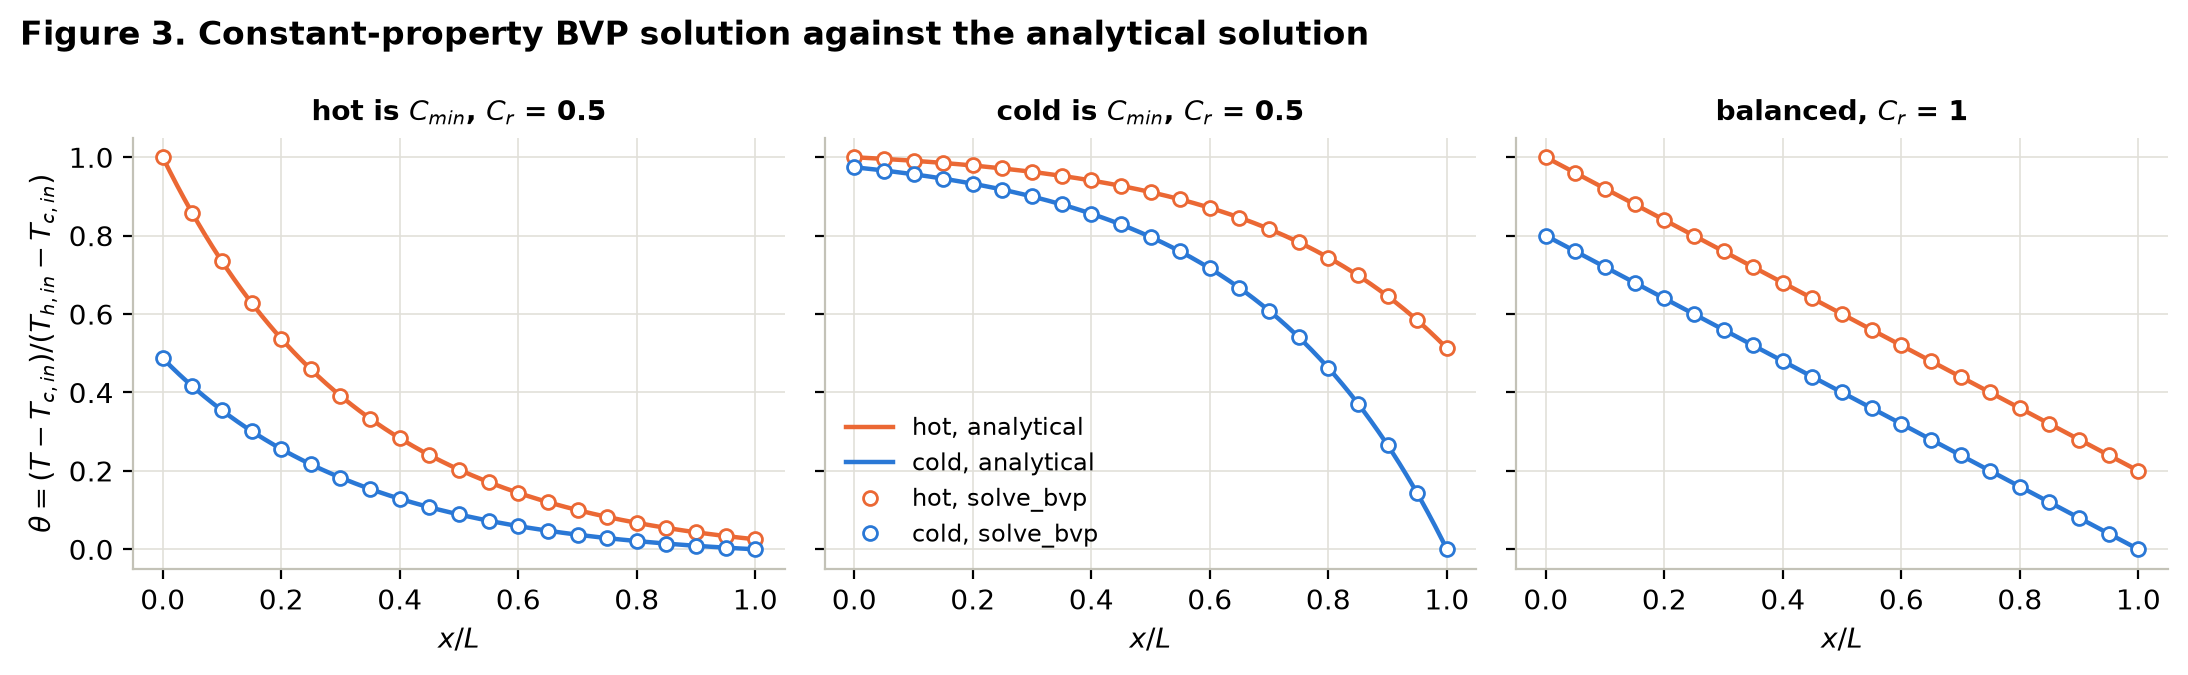 Figure 3. Constant-property BVP solution against the analytical solution
hot is C_min, C_r = 0.5
cold is C_min, C_r = 0.5
balanced, C_r = 1
θ = (T − T_c,in)/(T_h,in − T_c,in)
1.0
0.8
0.6
0.4
0.2
0.0
hot, analytical
cold, analytical
hot, solve_bvp
cold, solve_bvp
0.0 0.2 0.4 0.6 0.8 1.0
0.0 0.2 0.4 0.6 0.8 1.0
0.0 0.2 0.4 0.6 0.8 1.0
x/L
x/L
x/L